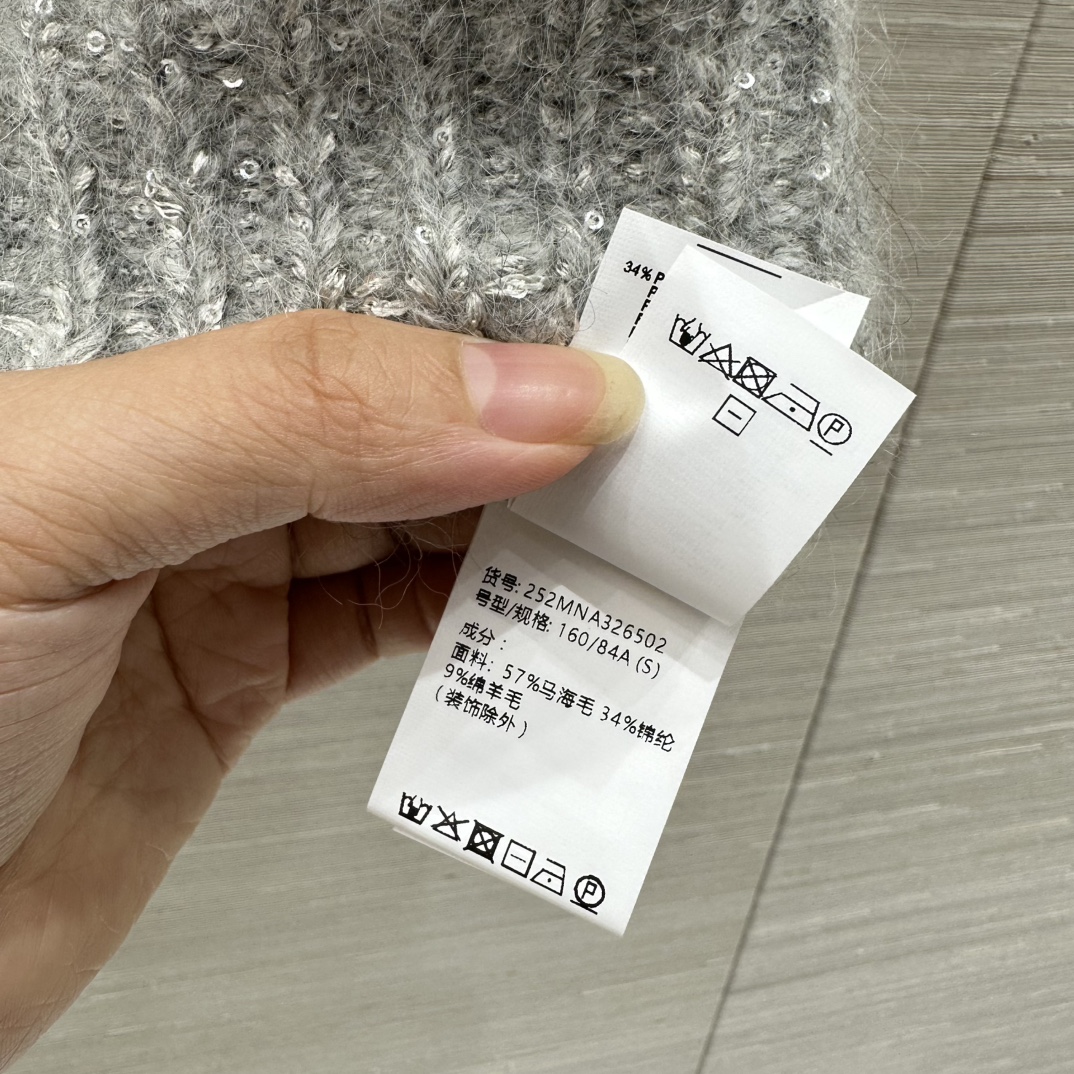 34% P
P
货号: 252MNA326502
号型/规格: 160/84A (S)
成分：
面料：57%马海毛 34%锦纶
9%绵羊毛
（装饰除外）
P
P